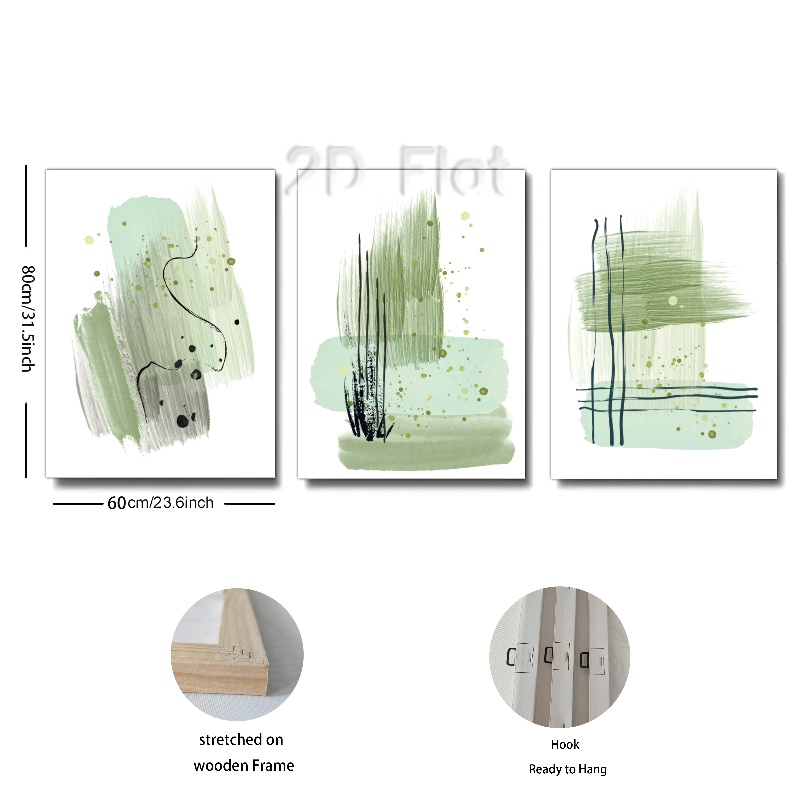 2D Flat
80cm/31.5inch
60cm/23.6inch
stretched on
wooden Frame
Hook
Ready to Hang